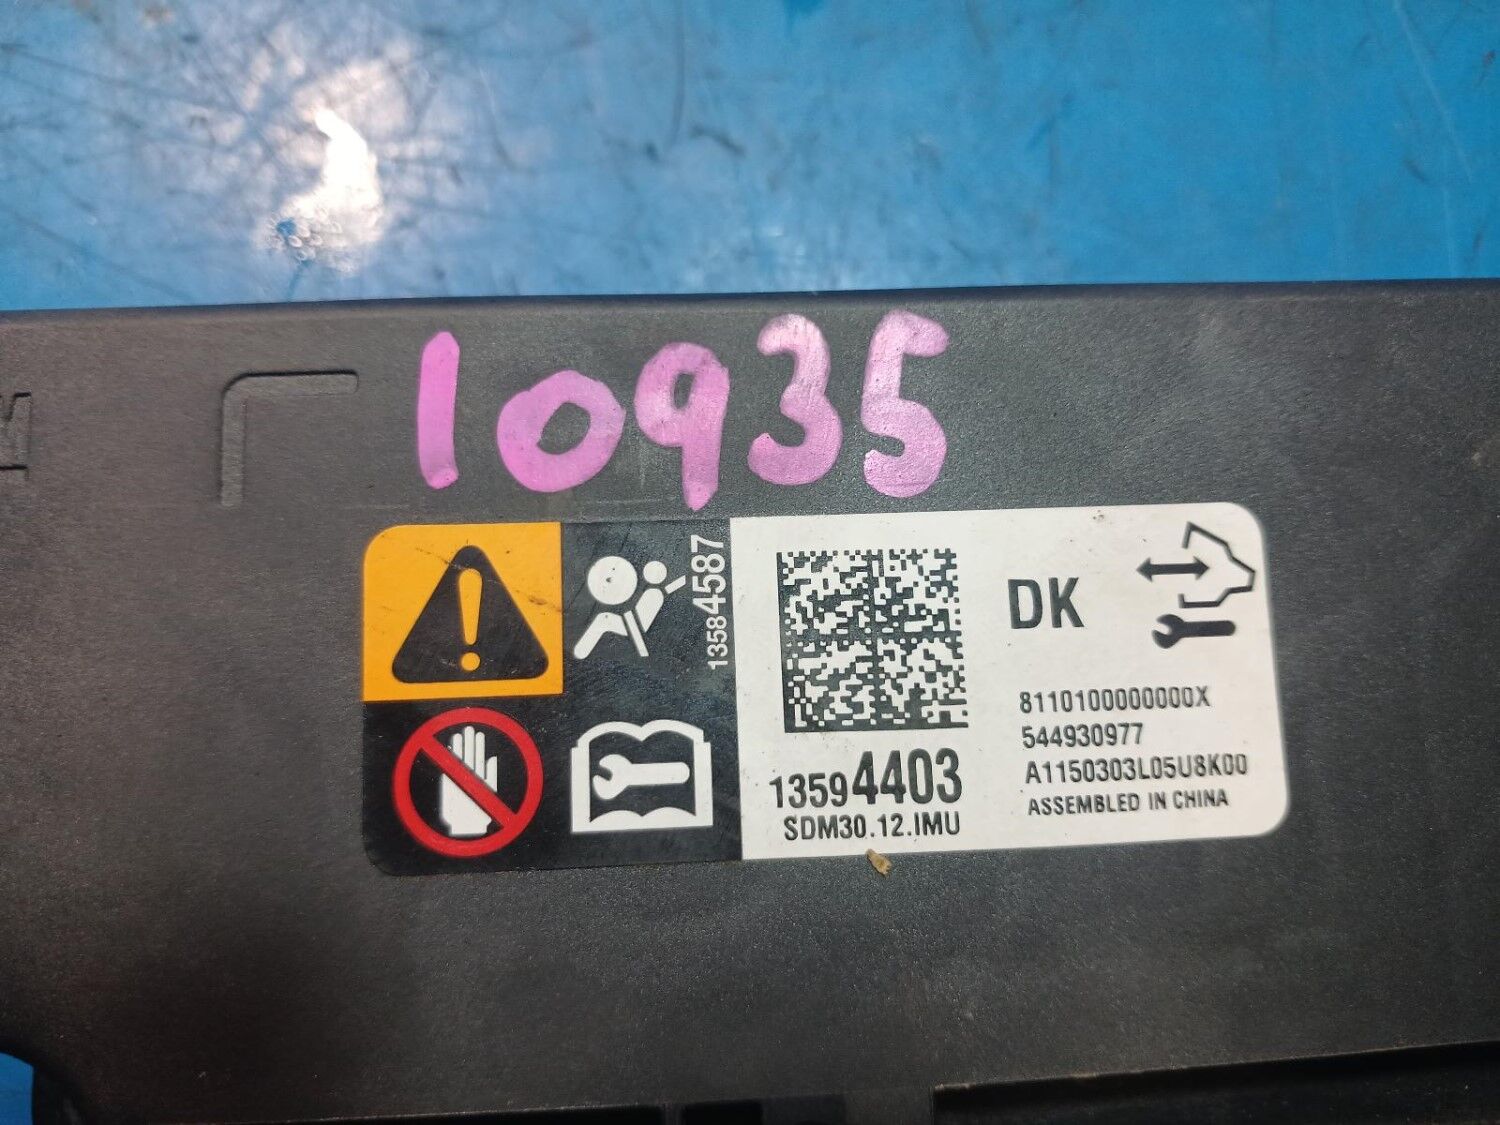 10935
13584587
DK
8110100000000X
544930977
A1150303L05U8K00
ASSEMBLED IN CHINA
13594403
SDM30.12.IMU